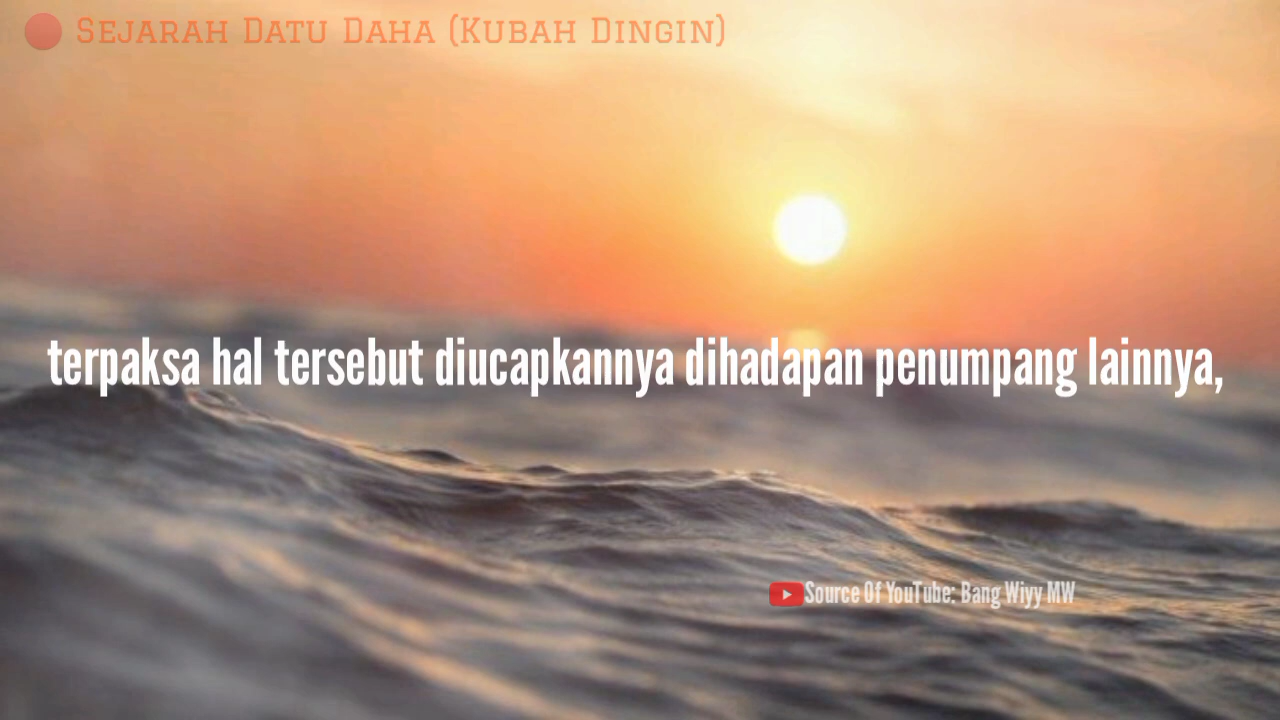 Sejarah Datu Daha (Kubah Dingin)
terpaksa hal tersebut diucapkannya dihadapan penumpang lainnya,
Source Of YouTube: Bang Wiyy MW